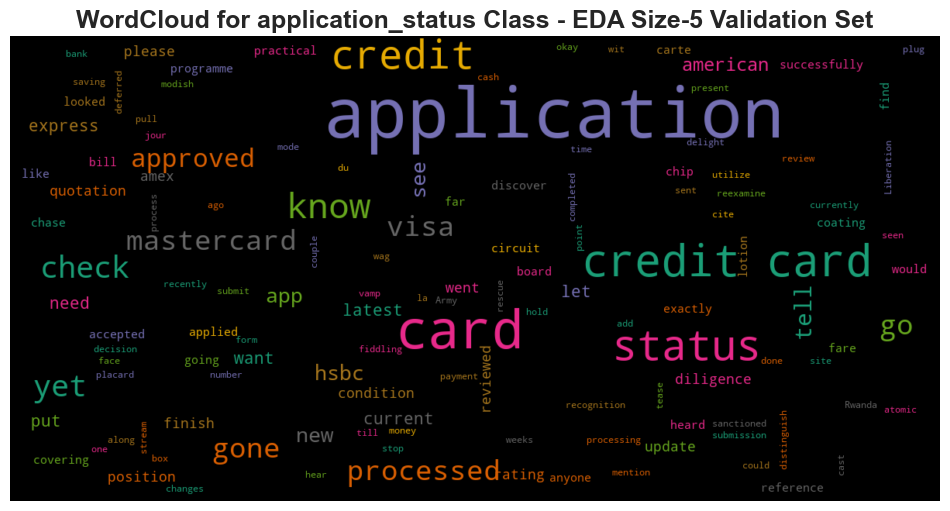 WordCloud for application_status Class - EDA Size-5 Validation Set
bank please practical credit okay wit carte plug
programme cash american successfully
saving deferred modish present find
looked pull application
express jour mode time delight
bill approved du see review Liberation
like amex chip utilize
quotation process discover completed sent reexamine
ago know far cite currently
chase visa point coating
mastercard couple circuit lotion seen
check wag credit card would
recently vamp board
need submit app la Army went rescue let tell
latest hold exactly
accepted applied card add go
decision form fiddling status fare
face going want done site
yet placard number hsbc payment reviewed diligence
condition tease atomic
put finish current recognition Rwanda
along stream new till money heard sanctioned
one gone stop weeks processing submission distinguish
covering box hear update
position processed rating anyone mention could cast
changes reference